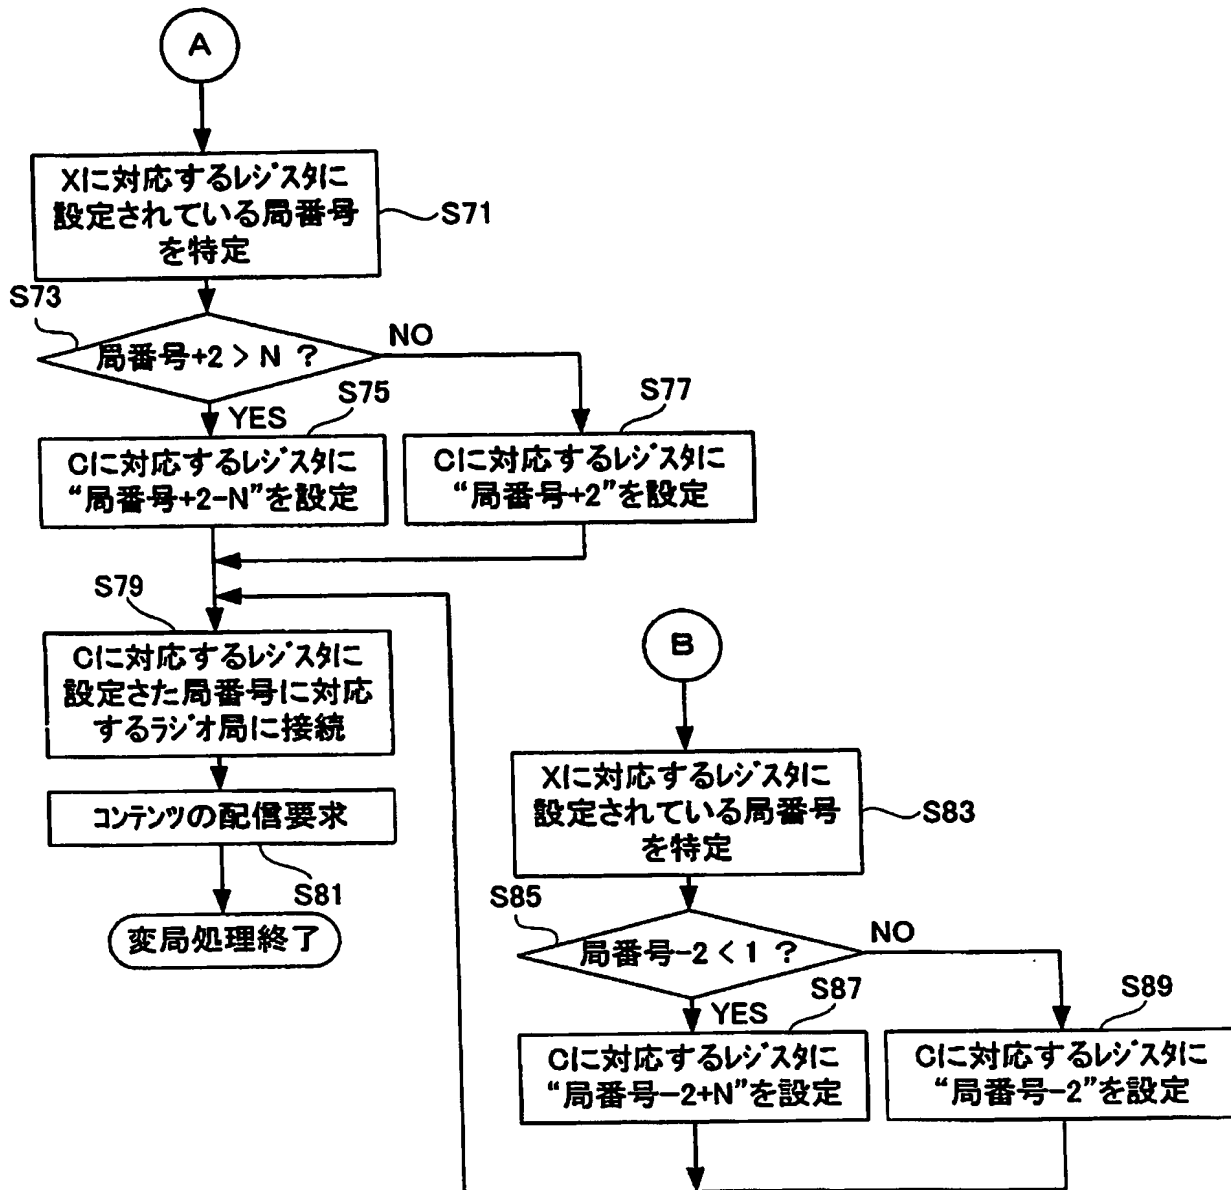 A
Xに対応するレジスタに
設定されている局番号
を特定
S71
S73
局番号+2 > N ?
NO
YES
S75
Cに対応するレジスタに
“局番号+2-N”を設定
S77
Cに対応するレジスタに
“局番号+2”を設定
S79
Cに対応するレジスタに
設定さた局番号に対応
するラジオ局に接続
コンテンツの配信要求
S81
変局処理終了
B
Xに対応するレジスタに
設定されている局番号
を特定
S83
S85
局番号-2 < 1 ?
NO
YES
S87
Cに対応するレジスタに
“局番号-2+N”を設定
S89
Cに対応するレジスタに
“局番号-2”を設定